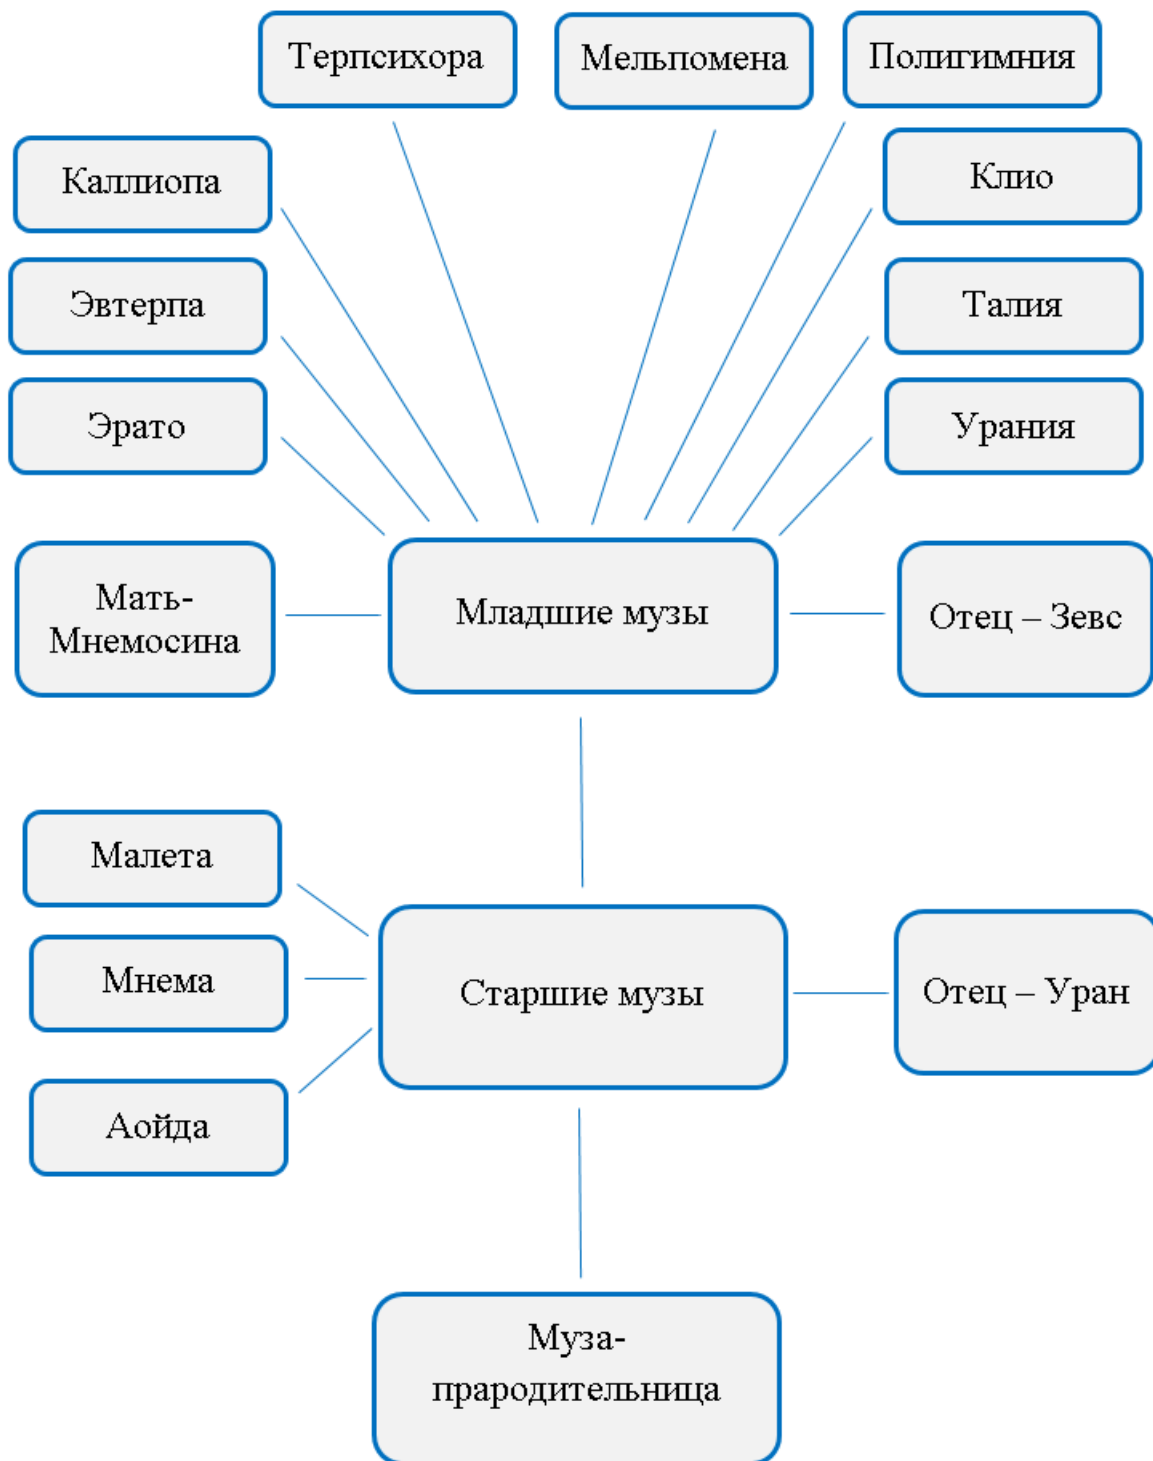 Терпсихора
Мельпомена
Полигимния
Каллиопа
Клио
Эвтерпа
Талия
Эрато
Урания
Мать-
Мнемосина
Младшие музы
Отец – Зевс
Малета
Мнема
Аойда
Старшие музы
Отец – Уран
Муза-
прародительница